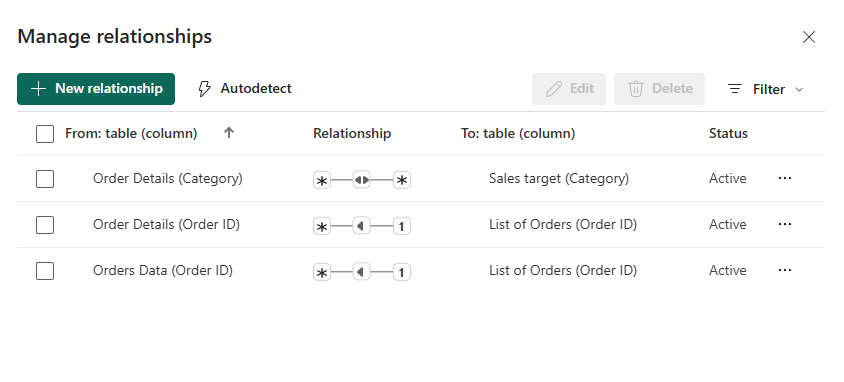 Manage relationships
New relationship Autodetect Edit Delete Filter
From: table (column) Relationship To: table (column) Status
Order Details (Category) * * Sales target (Category) Active
Order Details (Order ID) * 1 List of Orders (Order ID) Active
Orders Data (Order ID) * 1 List of Orders (Order ID) Active